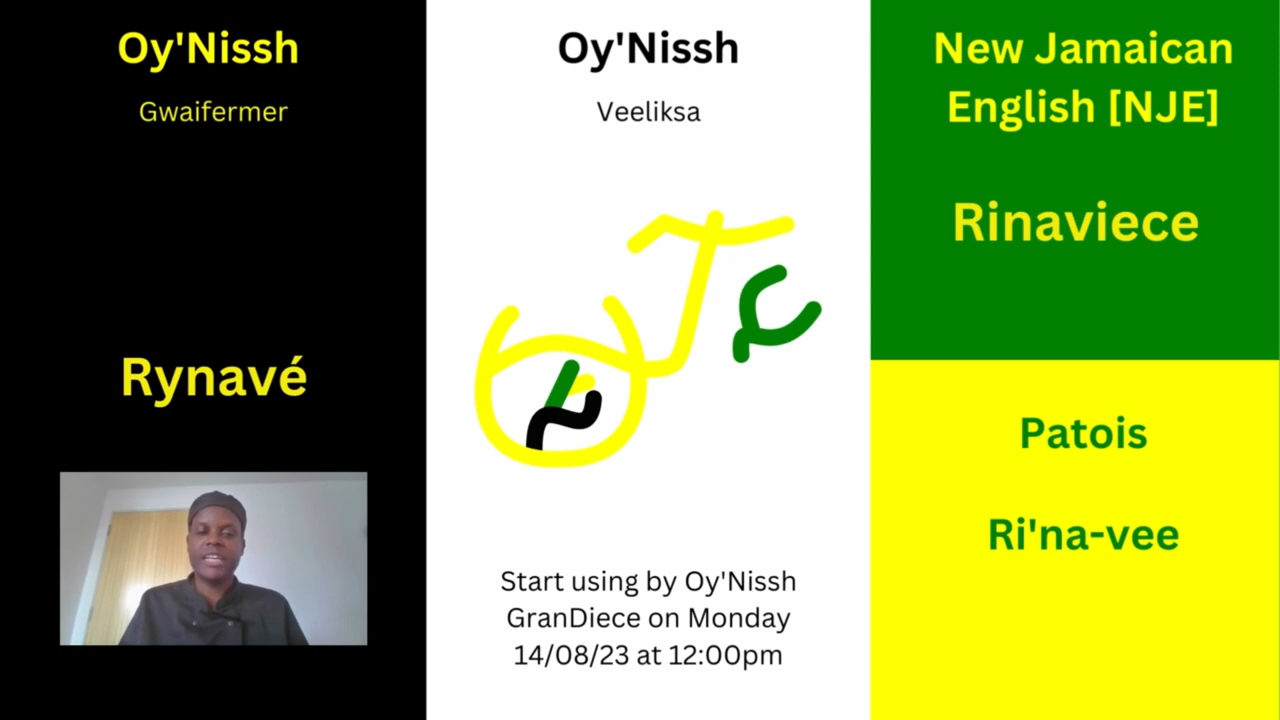 Oy'Nissh
Gwaifermer
Rynavé
Oy'Nissh
Veeliksa
Start using by Oy'Nissh
GranDiece on Monday
14/08/23 at 12:00pm
New Jamaican
English [NJE]
Rinaviece
Patois
Ri'na-vee